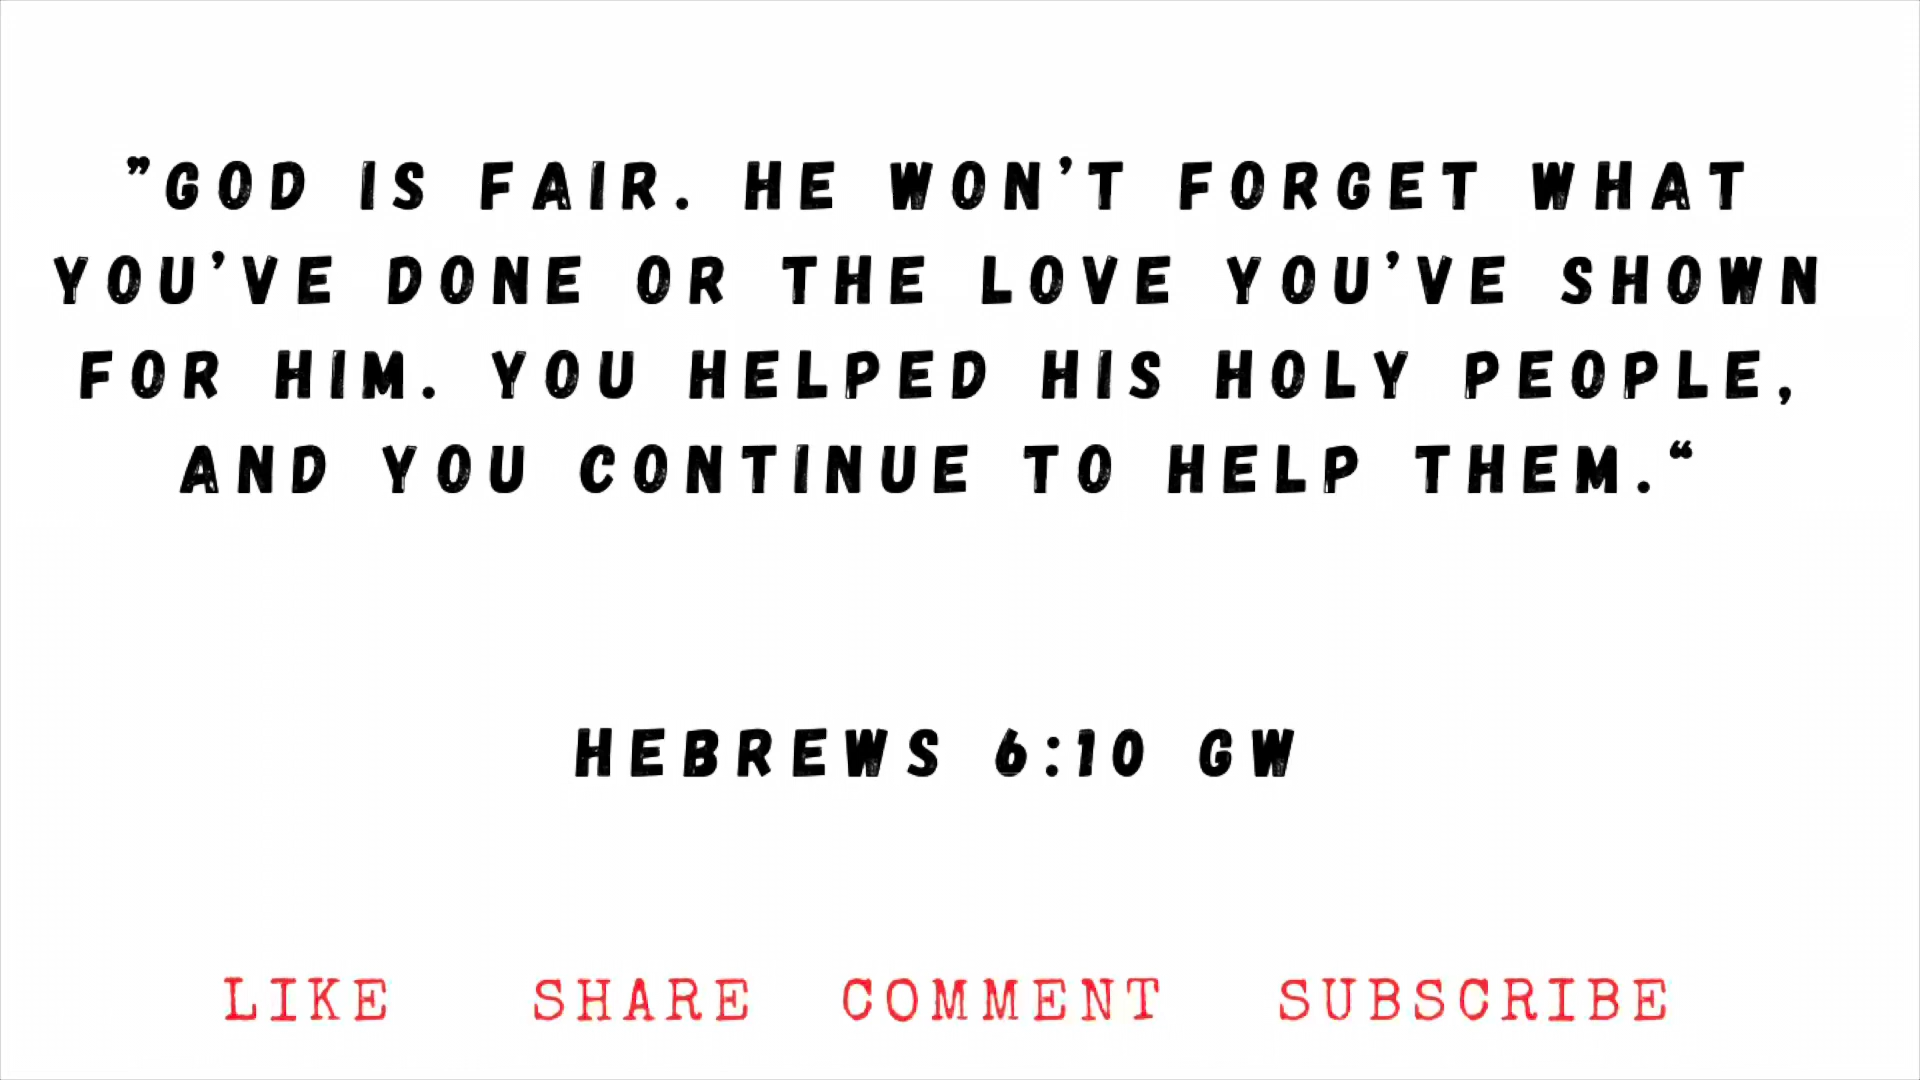 ”GOD IS FAIR. HE WON’T FORGET WHAT
YOU’VE DONE OR THE LOVE YOU’VE SHOWN
FOR HIM. YOU HELPED HIS HOLY PEOPLE,
AND YOU CONTINUE TO HELP THEM.“
HEBREWS 6:10 GW
LIKE SHARE COMMENT SUBSCRIBE